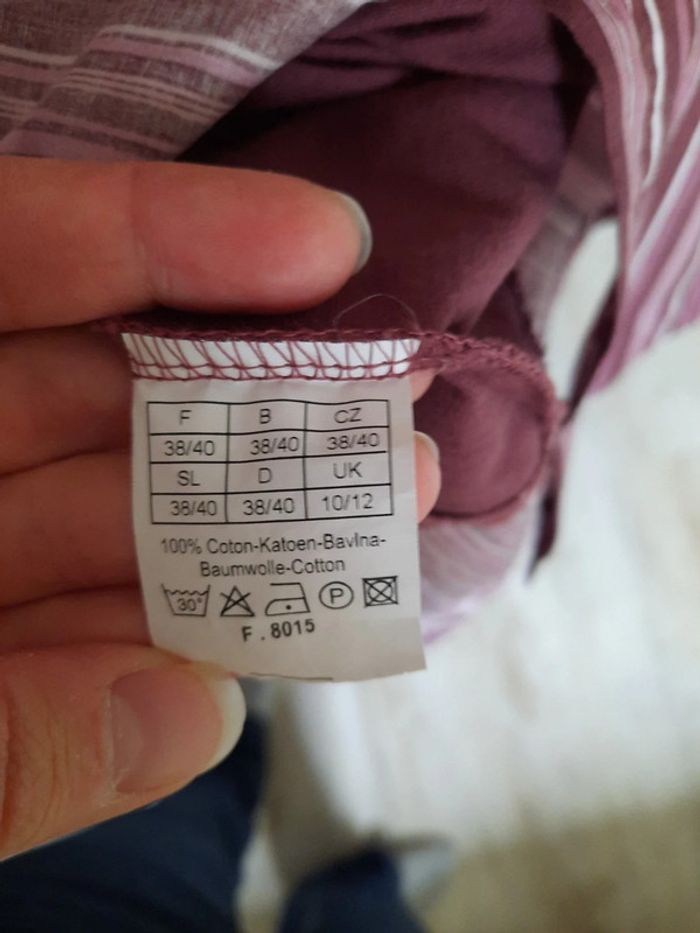 F B CZ
38/40 38/40 38/40
SL D UK
38/40 38/40 10/12
100% Coton-Katoen-Bavlna-
Baumwolle-Cotton
30° P
F.8015